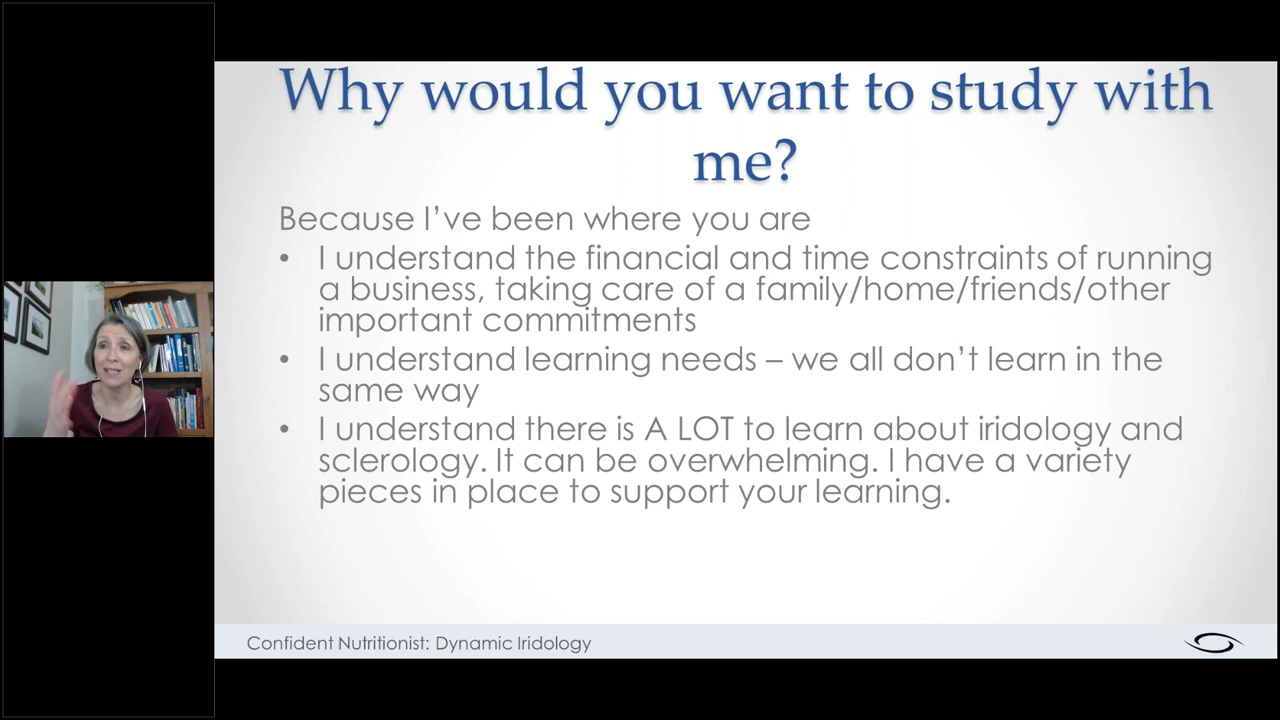 Why would you want to study with
me?
Because I've been where you are
• I understand the financial and time constraints of running
a business, taking care of a family/home/friends/other
important commitments
• I understand learning needs – we all don't learn in the
same way
• I understand there is A LOT to learn about iridology and
sclerology. It can be overwhelming. I have a variety
pieces in place to support your learning.
Confident Nutritionist: Dynamic Iridology